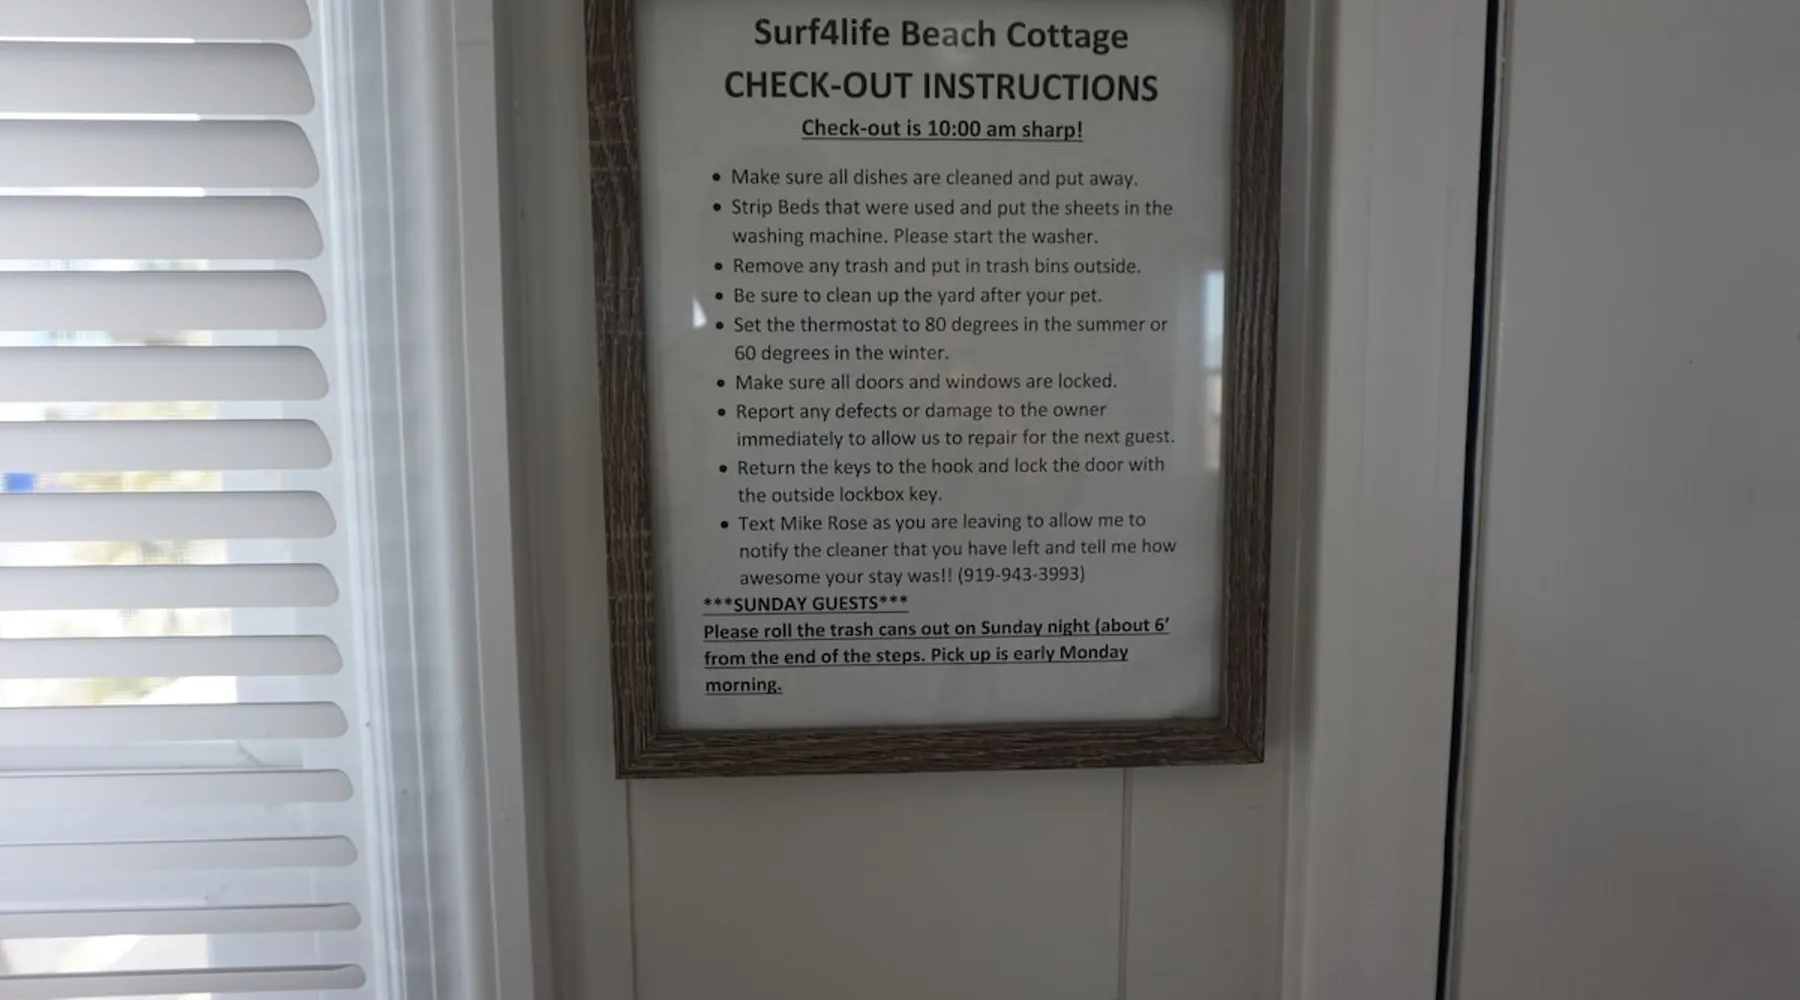 Surf4life Beach Cottage
CHECK-OUT INSTRUCTIONS
Check-out is 10:00 am sharp!
• Make sure all dishes are cleaned and put away.
• Strip Beds that were used and put the sheets in the
washing machine. Please start the washer.
• Remove any trash and put in trash bins outside.
• Be sure to clean up the yard after your pet.
• Set the thermostat to 80 degrees in the summer or
60 degrees in the winter.
• Make sure all doors and windows are locked.
• Report any defects or damage to the owner
immediately to allow us to repair for the next guest.
• Return the keys to the hook and lock the door with
the outside lockbox key.
• Text Mike Rose as you are leaving to allow me to
notify the cleaner that you have left and tell me how
awesome your stay was!! (919-943-3993)
***SUNDAY GUESTS***
Please roll the trash cans out on Sunday night (about 6’
from the end of the steps. Pick up is early Monday
morning.